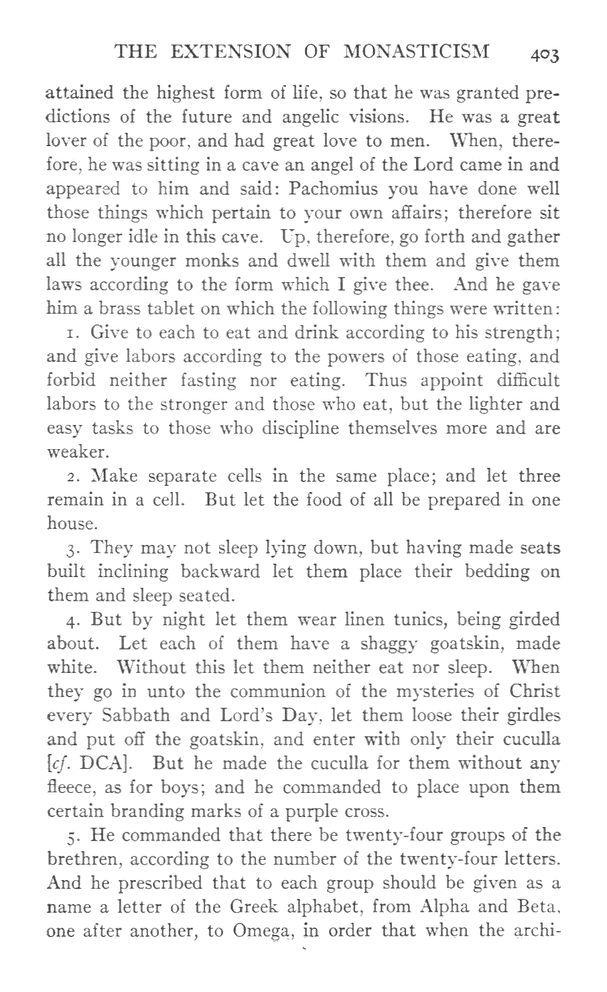 THE EXTENSION OF MONASTICISM 403
attained the highest form of life, so that he was granted pre-
dictions of the future and angelic visions. He was a great
lover of the poor, and had great love to men. When, there-
fore, he was sitting in a cave an angel of the Lord came in and
appeared to him and said: Pachomius you have done well
those things which pertain to your own affairs; therefore sit
no longer idle in this cave. Up, therefore, go forth and gather
all the younger monks and dwell with them and give them
laws according to the form which I give thee. And he gave
him a brass tablet on which the following things were written:
1. Give to each to eat and drink according to his strength;
and give labors according to the powers of those eating, and
forbid neither fasting nor eating. Thus appoint difficult
labors to the stronger and those who eat, but the lighter and
easy tasks to those who discipline themselves more and are
weaker.
2. Make separate cells in the same place; and let three
remain in a cell. But let the food of all be prepared in one
house.
3. They may not sleep lying down, but having made seats
built inclining backward let them place their bedding on
them and sleep seated.
4. But by night let them wear linen tunics, being girded
about. Let each of them have a shaggy goatskin, made
white. Without this let them neither eat nor sleep. When
they go in unto the communion of the mysteries of Christ
every Sabbath and Lord's Day, let them loose their girdles
and put off the goatskin, and enter with only their cuculla
[cf. DCA]. But he made the cuculla for them without any
fleece, as for boys; and he commanded to place upon them
certain branding marks of a purple cross.
5. He commanded that there be twenty-four groups of the
brethren, according to the number of the twenty-four letters.
And he prescribed that to each group should be given as a
name a letter of the Greek alphabet, from Alpha and Beta,
one after another, to Omega, in order that when the archi-